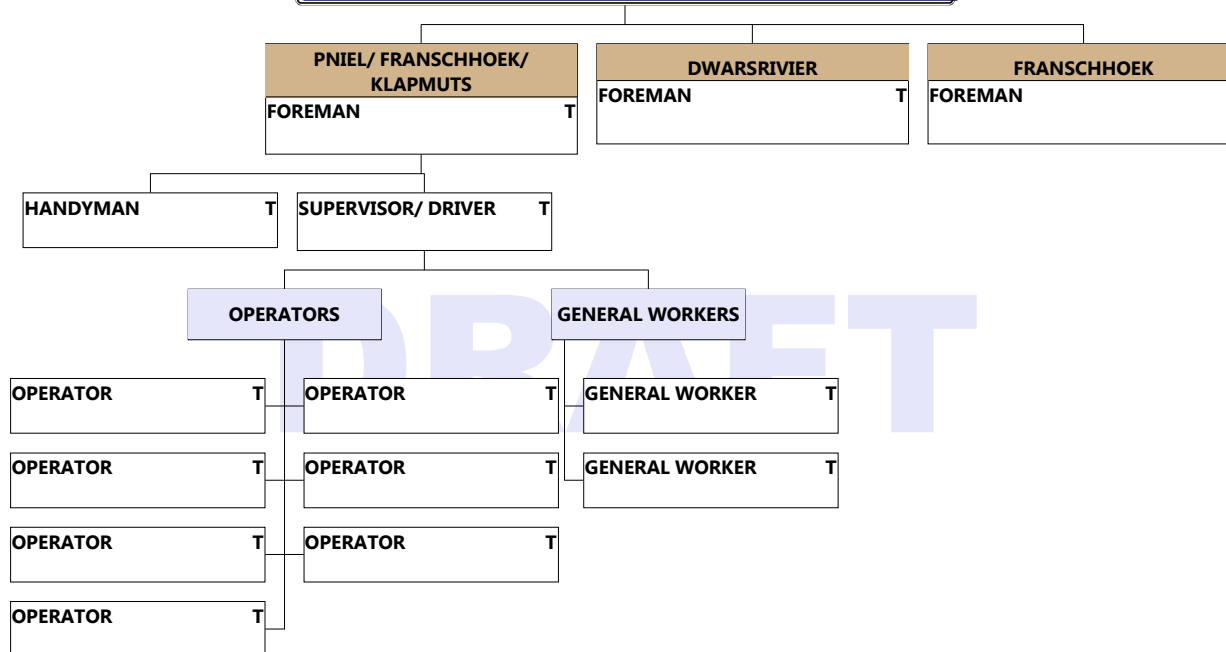 PNIEL/ FRANSCHHOEK/
KLAPMUTS
FOREMAN T
DWARSRIVIER
FOREMAN T
FRANSCHHOEK
FOREMAN
HANDYMAN T
SUPERVISOR/ DRIVER T
OPERATORS
GENERAL WORKERS
DRAFT
OPERATOR T
OPERATOR T
GENERAL WORKER T
OPERATOR T
OPERATOR T
GENERAL WORKER T
OPERATOR T
OPERATOR T
OPERATOR T